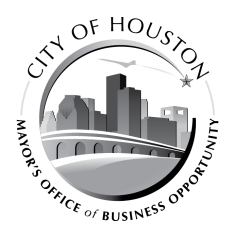 CITY OF HOUSTON
MAYOR'S OFFICE of BUSINESS OPPORTUNITY